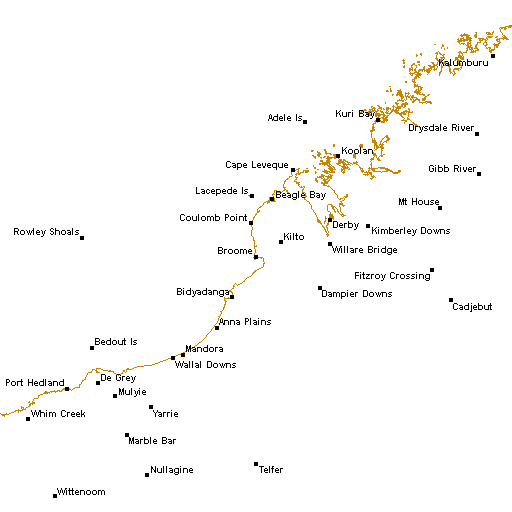 Kalumburu
Kuri Bay
Adele Is
Drysdale River
Koolan
Cape Leveque
Gibb River
Lacepede Is
Beagle Bay
Mt House
Coulomb Point
Derby
Kimberley Downs
Rowley Shoals
Kilto
Broome
Willare Bridge
Fitzroy Crossing
Bidyadanga
Dampier Downs
Cadjebut
Anna Plains
Bedout Is
Mandora
Wallal Downs
De Grey
Port Hedland
Mulyie
Whim Creek
Yarrie
Marble Bar
Nullagine
Telfer
Wittenoom